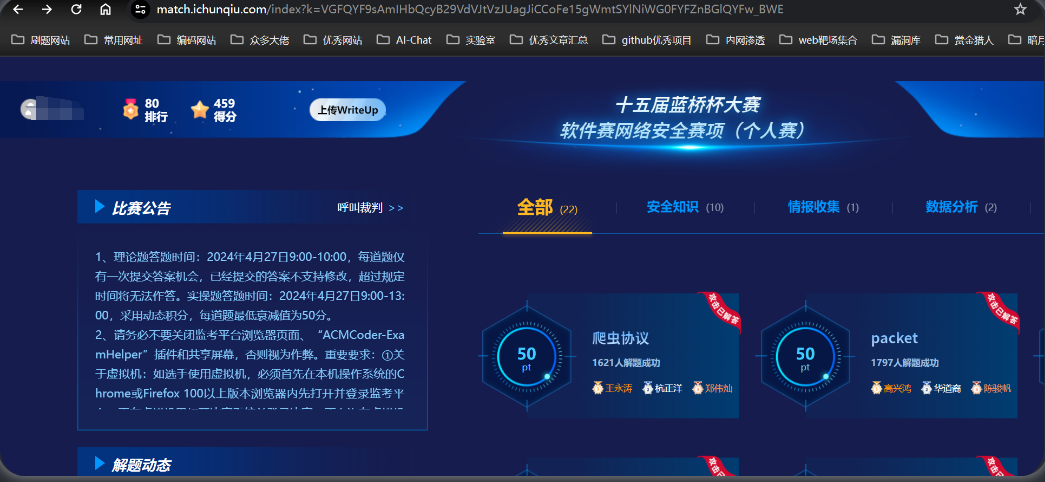 match.ichunqiu.com/index?k=VGFQYF9sAmIHbQcyB29VdVJtVzJUagJiCCoFe15gWmtSYlNiWG0FYFZnBGlQYFw_BWE
刷题网站 常用网址 编码网站 众多大佬 优秀网站 AI-Chat 实验室 优秀文章汇总 github优秀项目 内网渗透 web靶场集合 漏洞库 赏金猎人 暗月
80 排行 459 得分 上传WriteUp
十五届蓝桥杯大赛
软件赛网络安全赛项（个人赛）
比赛公告 呼叫裁判 >>
1、理论题答题时间：2024年4月27日9:00-10:00，每道题仅
有一次提交答案机会，已经提交的答案不支持修改，超过规定
时间将无法作答。实操题答题时间：2024年4月27日9:00-13:
00，采用动态积分，每道题最低衰减值为50分。
2、请务必不要关闭监考平台浏览器页面、“ACMCoder-Exa
mHelper”插件和共享屏幕，否则视为作弊。重要要求：①关
于虚拟机：如选手使用虚拟机，必须首先在本机操作系统的C
hrome或Firefox 100以上版本浏览器内先打开并登录监考平
解题动态
全部 (22) 安全知识 (10) 情报收集 (1) 数据分析 (2)
攻击已解答
50 pt
爬虫协议
1621人解题成功
王永涛 杭正洋 郑伟灿
攻击已解答
50 pt
packet
1797人解题成功
高兴鸿 华道商 陈骏帆
攻击已解答
攻击已解答